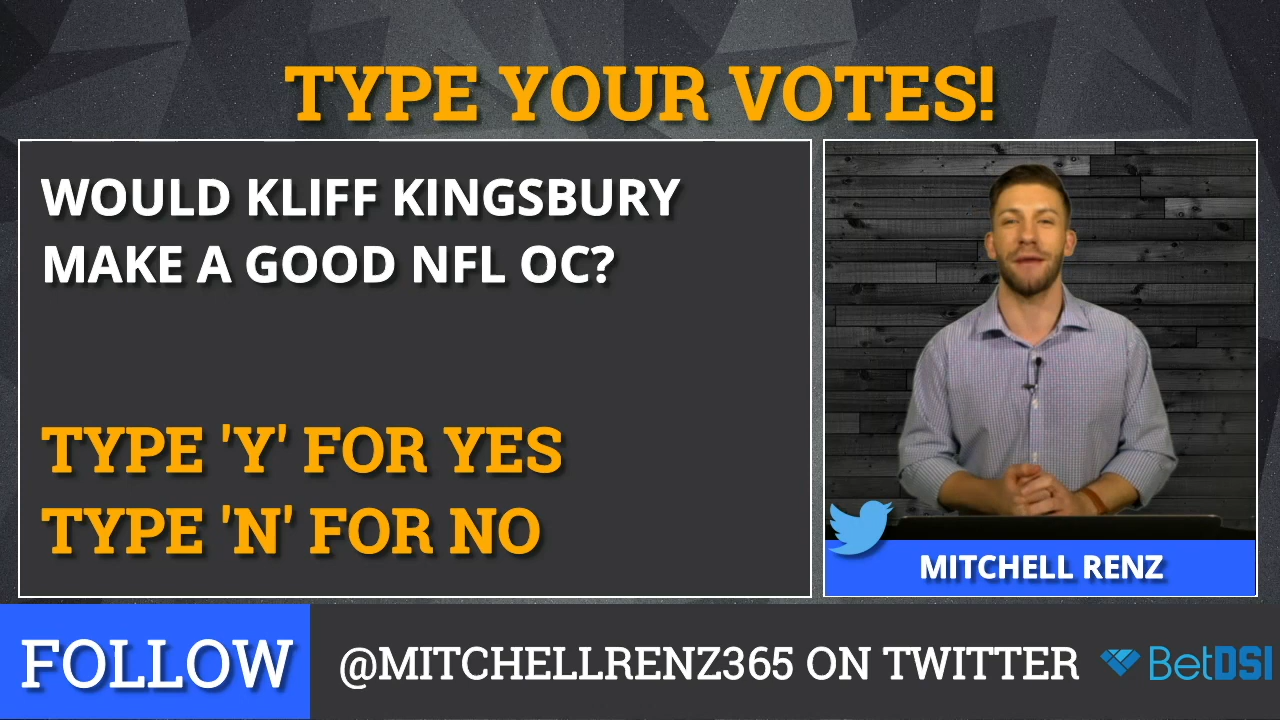 TYPE YOUR VOTES!
WOULD KLIFF KINGSBURY
MAKE A GOOD NFL OC?
TYPE 'Y' FOR YES
TYPE 'N' FOR NO
MITCHELL RENZ
FOLLOW
@MITCHELLRENZ365 ON TWITTER
BetDSI